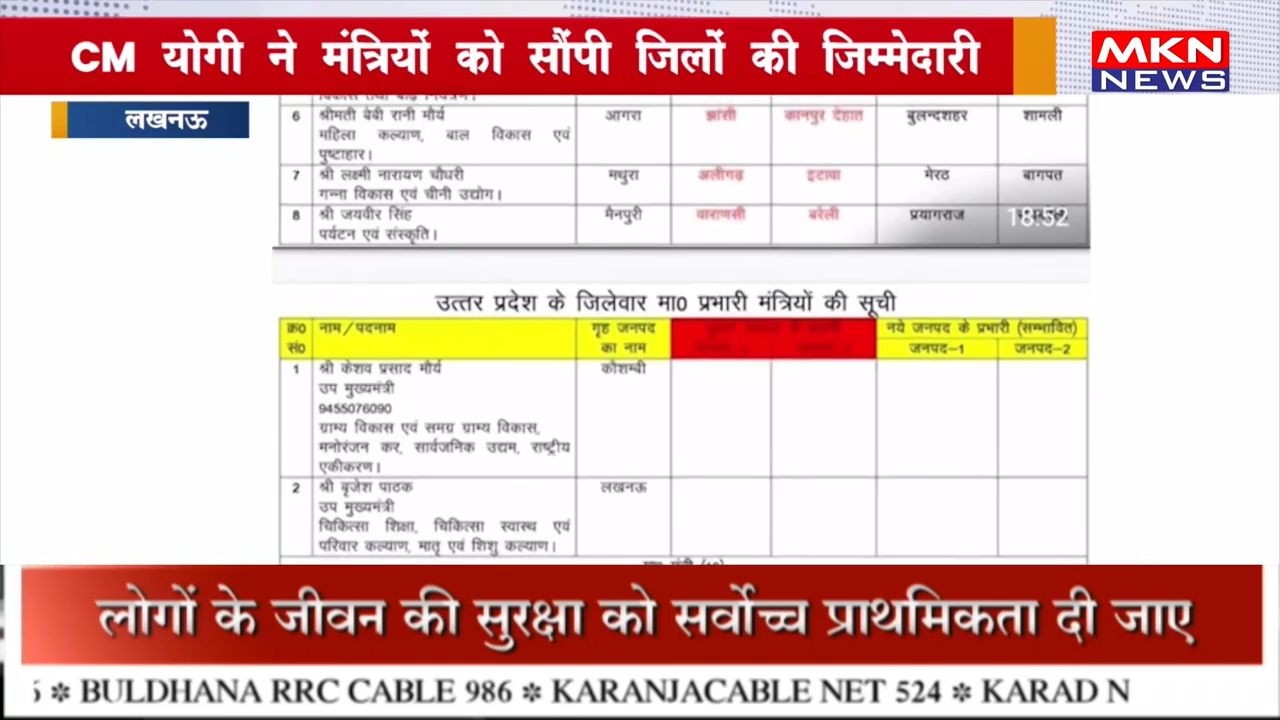 CM योगी ने मंत्रियों को सौंपी जिलों की जिम्मेदारी
MKN
NEWS
लखनऊ
6 श्रीमती बेबी रानी मौर्य आगरा झांसी कानपुर देहात बुलन्दशहर शामली
महिला कल्याण, बाल विकास एवं
पुष्टाहार।
7 श्री लक्ष्मी नारायण चौधरी मथुरा अलीगढ़ इटावा मेरठ बागपत
गन्ना विकास एवं चीनी उद्योग।
8 श्री जयवीर सिंह मैनपुरी वाराणसी बरेली प्रयागराज 18:52
पर्यटन एवं संस्कृति।
उत्तर प्रदेश के जिलेवार मा0 प्रभारी मंत्रियों की सूची
क्र0 नाम/पदनाम गृह जनपद नये जनपद के प्रभारी (सम्भावित)
सं0 का नाम जनपद-1 जनपद-2
1 श्री केशव प्रसाद मौर्य कौशम्बी
उप मुख्यमंत्री
9455076090
ग्राम्य विकास एवं समग्र ग्राम्य विकास,
मनोरंजन कर, सार्वजनिक उद्यम, राष्ट्रीय
एकीकरण।
2 श्री बृजेश पाठक लखनऊ
उप मुख्यमंत्री
चिकित्सा शिक्षा, चिकित्सा स्वास्थ एवं
परिवार कल्याण, मातृ एवं शिशु कल्याण।
लोगों के जीवन की सुरक्षा को सर्वोच्च प्राथमिकता दी जाए
✲ BULDHANA RRC CABLE 986 ✲ KARANJACABLE NET 524 ✲ KARAD N